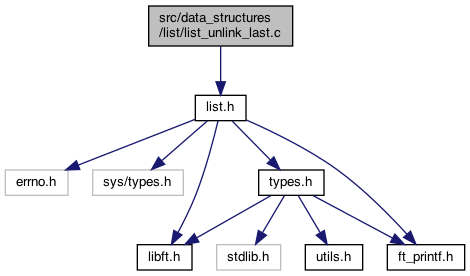 src/data_structures
/list/list_unlink_last.c
list.h
errno.h
sys/types.h
types.h
libft.h
stdlib.h
utils.h
ft_printf.h